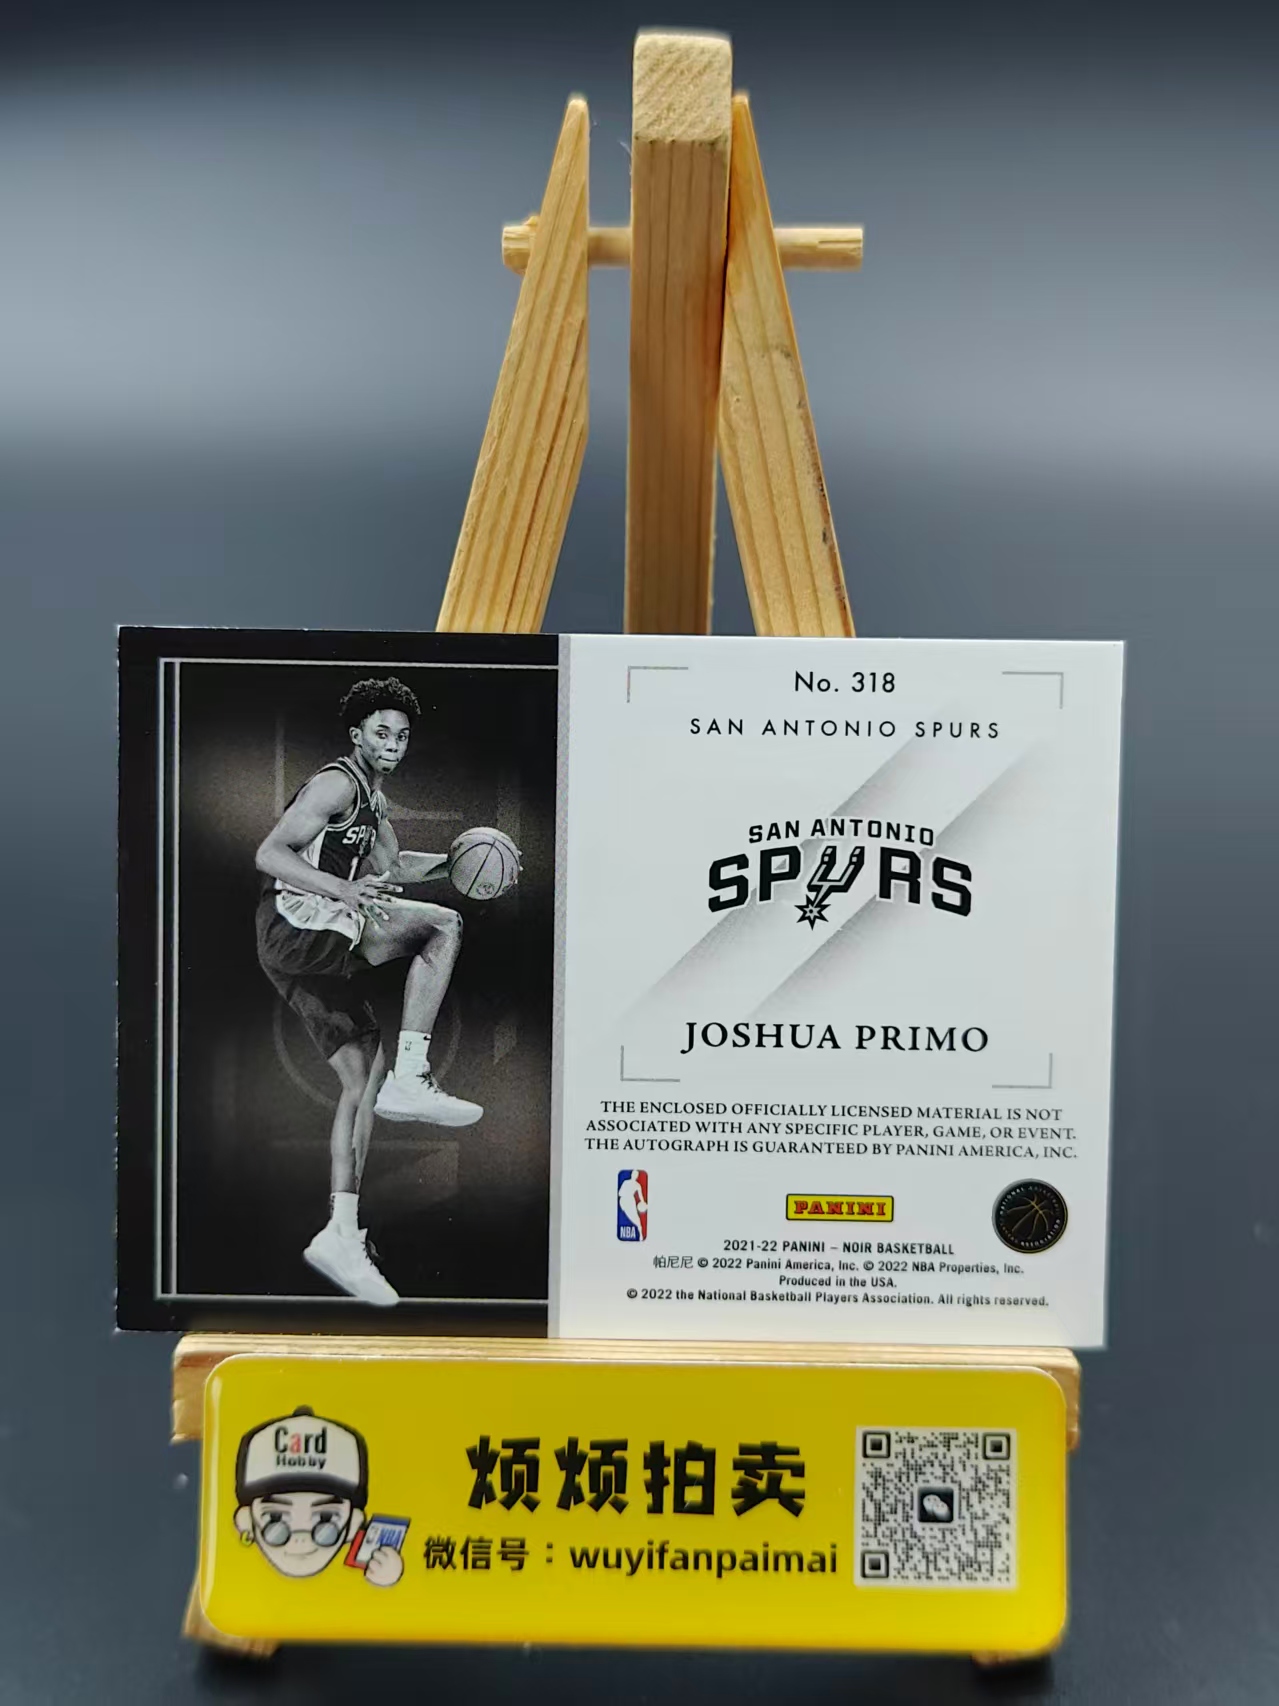 No. 318
SAN ANTONIO SPURS
SAN ANTONIO
SPURS
JOSHUA PRIMO
THE ENCLOSED OFFICIALLY LICENSED MATERIAL IS NOT
ASSOCIATED WITH ANY SPECIFIC PLAYER, GAME, OR EVENT.
THE AUTOGRAPH IS GUARANTEED BY PANINI AMERICA, INC.
NBA
PANINI
2021-22 PANINI – NOIR BASKETBALL
帕尼尼 © 2022 Panini America, Inc. © 2022 NBA Properties, Inc.
Produced in the USA.
© 2022 the National Basketball Players Association. All rights reserved.
Card
Hobby
NBA
烦烦拍卖
微信号：wuyifanpaimai